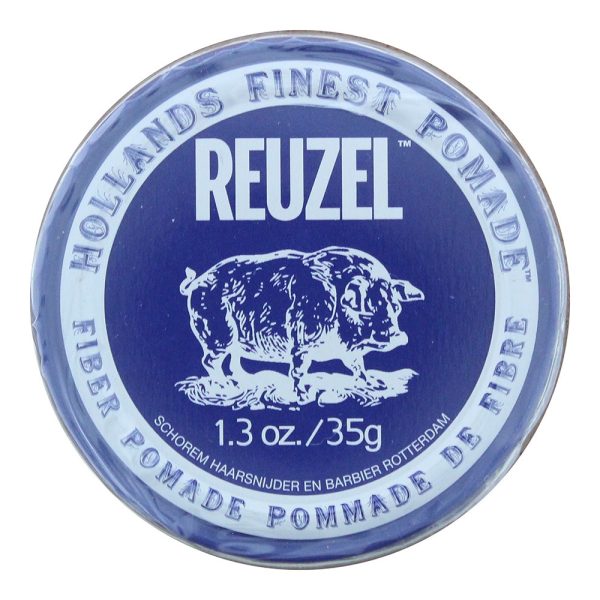 HOLLANDS FINEST POMADE™
REUZEL™
1.3 oz./35g
SCHOREM HAARSNIJDER EN BARBIER ROTTERDAM
FIBER POMADE POMMADE DE FIBRE